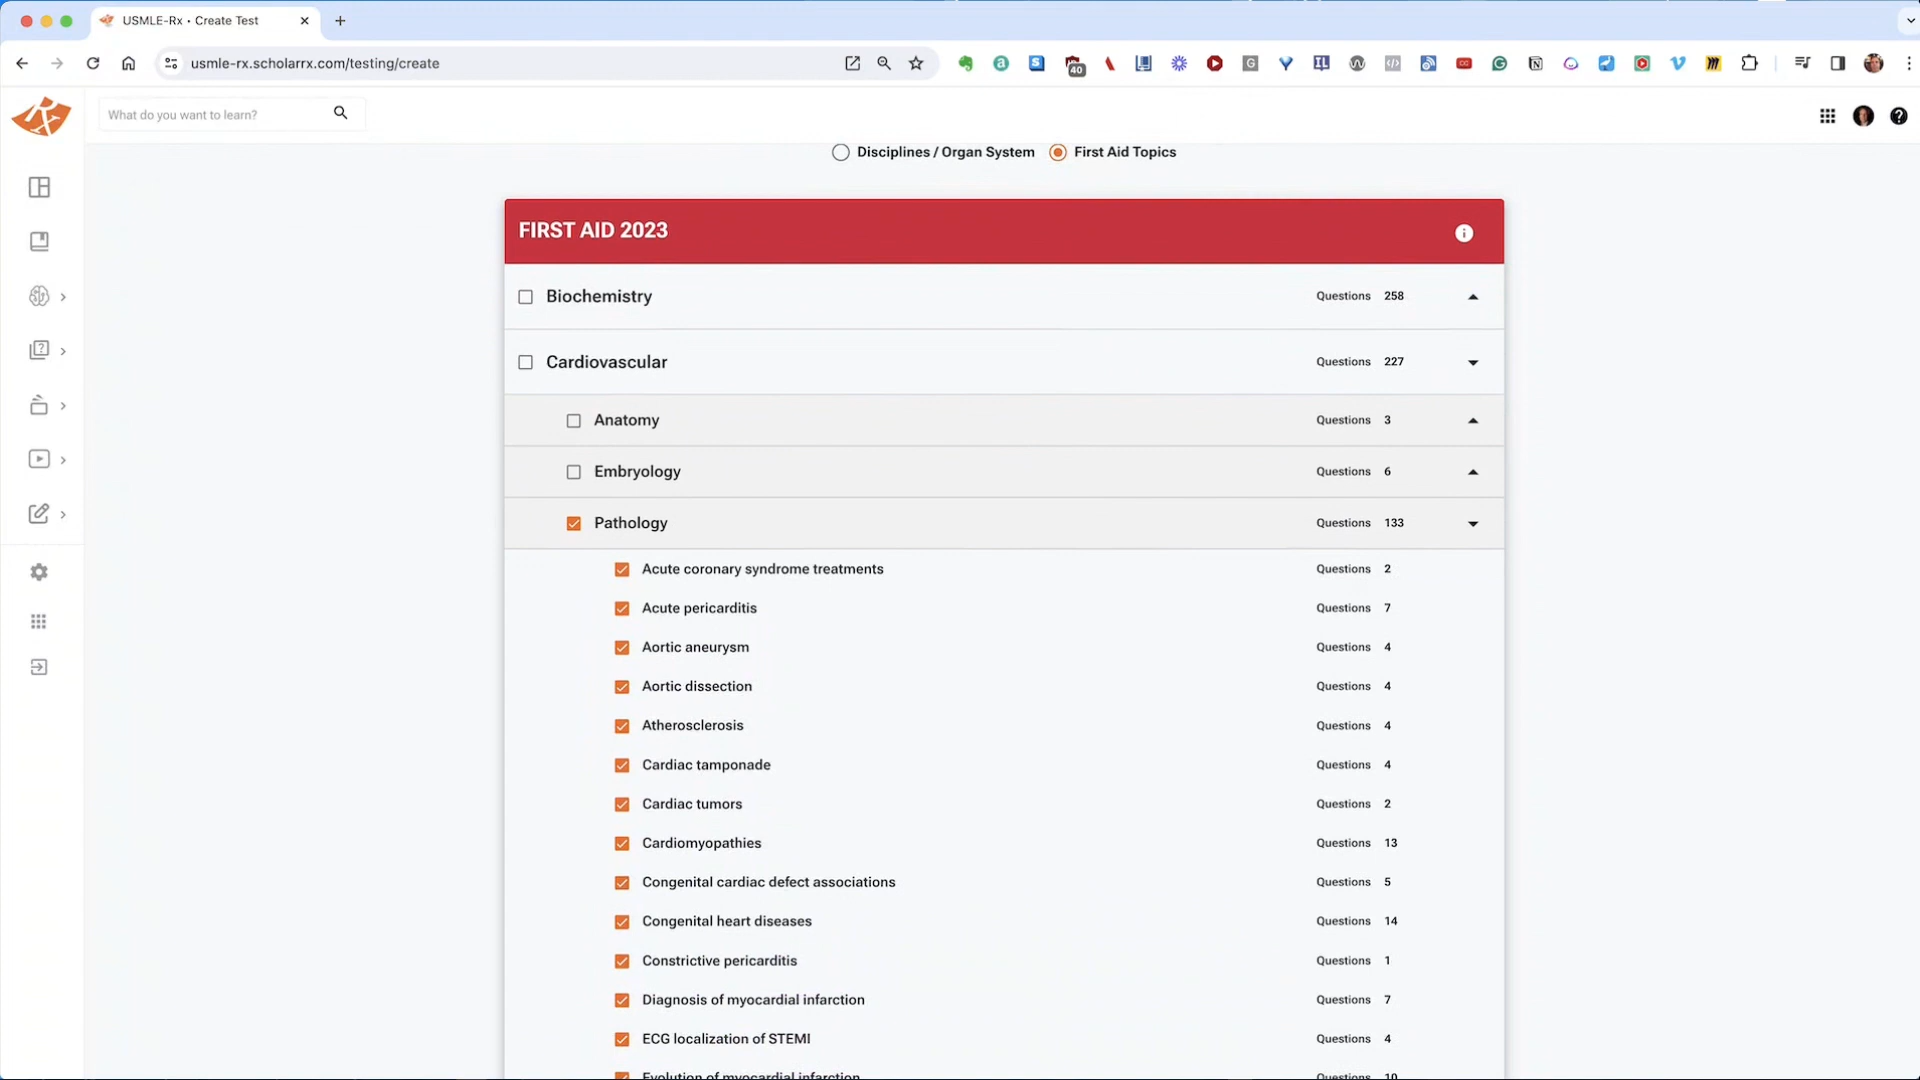 USMLE-Rx • Create Test
usmle-rx.scholarrx.com/testing/create
40
Rx
What do you want to learn?
Disciplines / Organ System First Aid Topics
FIRST AID 2023
Biochemistry Questions 258
Cardiovascular Questions 227
Anatomy Questions 3
Embryology Questions 6
Pathology Questions 133
Acute coronary syndrome treatments Questions 2
Acute pericarditis Questions 7
Aortic aneurysm Questions 4
Aortic dissection Questions 4
Atherosclerosis Questions 4
Cardiac tamponade Questions 4
Cardiac tumors Questions 2
Cardiomyopathies Questions 13
Congenital cardiac defect associations Questions 5
Congenital heart diseases Questions 14
Constrictive pericarditis Questions 1
Diagnosis of myocardial infarction Questions 7
ECG localization of STEMI Questions 4
Evolution of myocardial infarction Questions 10